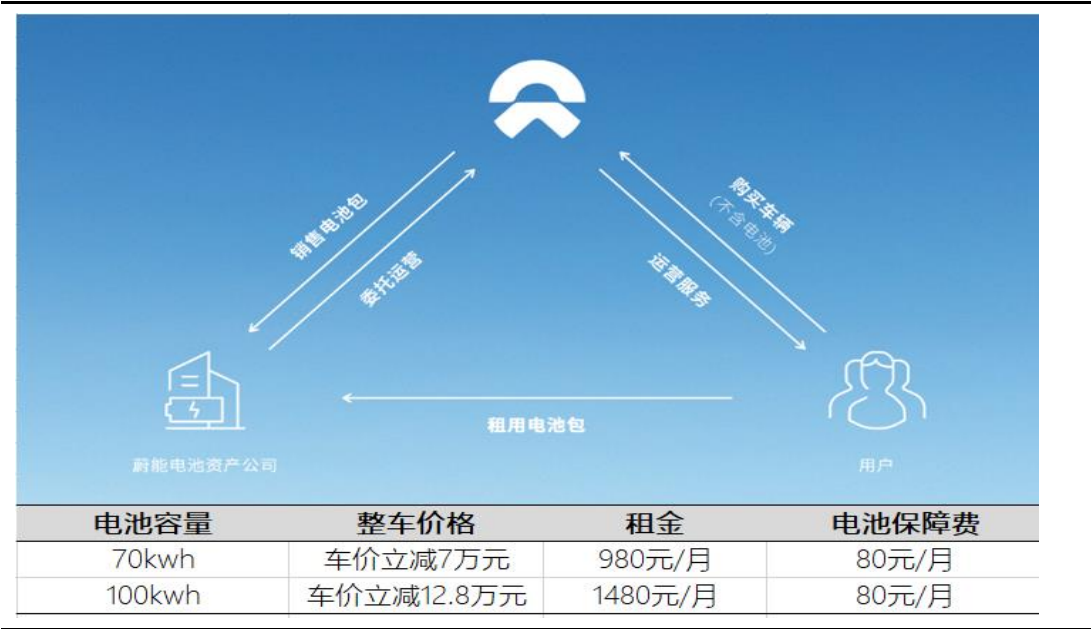 销售电池包
委托运营
购买车辆
(不含电池)
运营服务
租用电池包
蔚能电池资产公司
用户
电池容量 整车价格 租金 电池保障费
70kwh 车价立减7万元 980元/月 80元/月
100kwh 车价立减12.8万元 1480元/月 80元/月